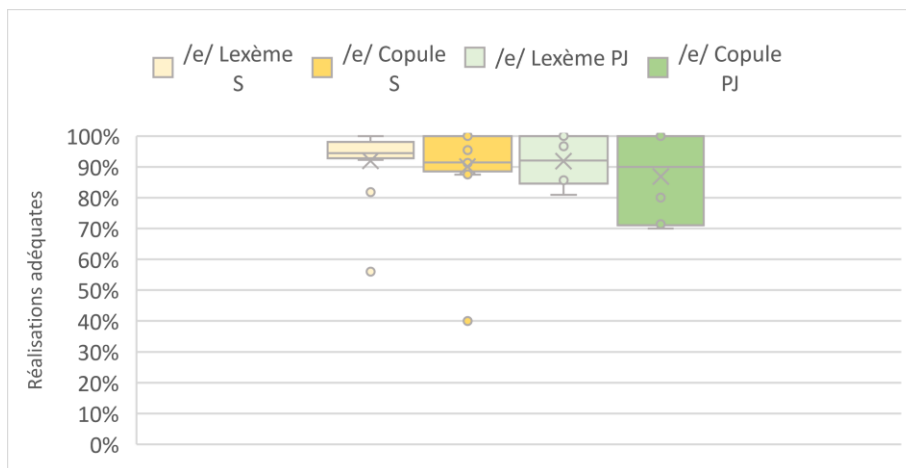 /e/ Lexème S
/e/ Copule S
/e/ Lexème PJ
/e/ Copule PJ
Réalisations adéquates
100%
90%
80%
70%
60%
50%
40%
30%
20%
10%
0%